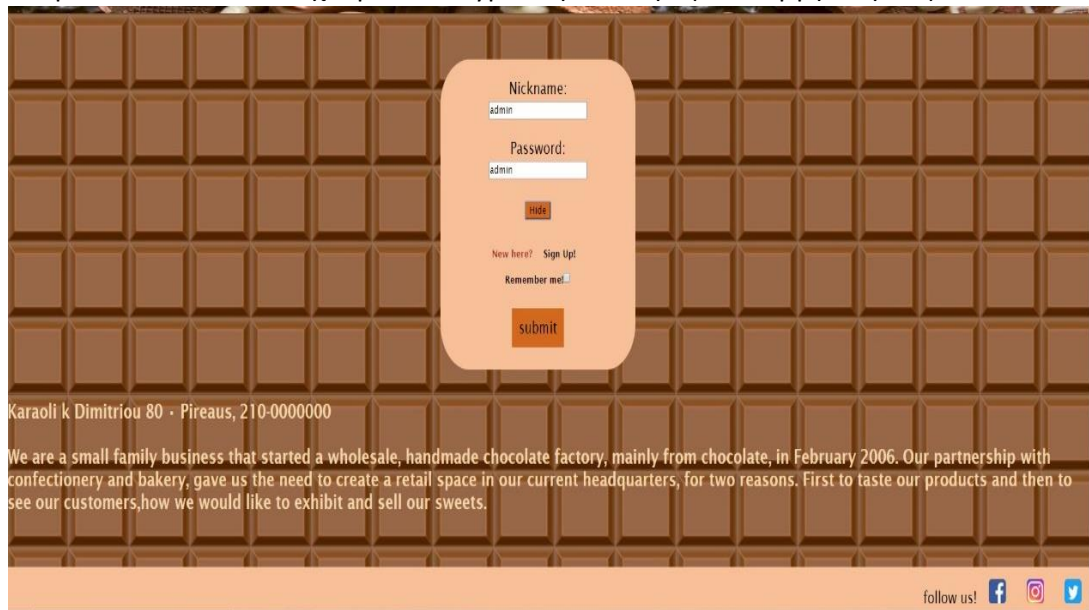 Nickname:
admin
Password:
admin
Hide
New here? Sign Up!
Remember me!
submit
Karaoli k Dimitriou 80 · Pireaus, 210-0000000
We are a small family business that started a wholesale, handmade chocolate factory, mainly from chocolate, in February 2006. Our partnership with
confectionery and bakery, gave us the need to create a retail space in our current headquarters, for two reasons. First to taste our products and then to
see our customers,how we would like to exhibit and sell our sweets.
follow us!